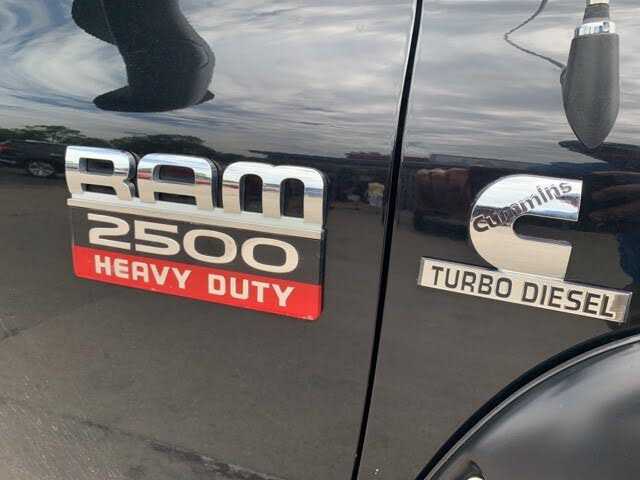 RAM
2500
HEAVY DUTY
Cummins
TURBO DIESEL